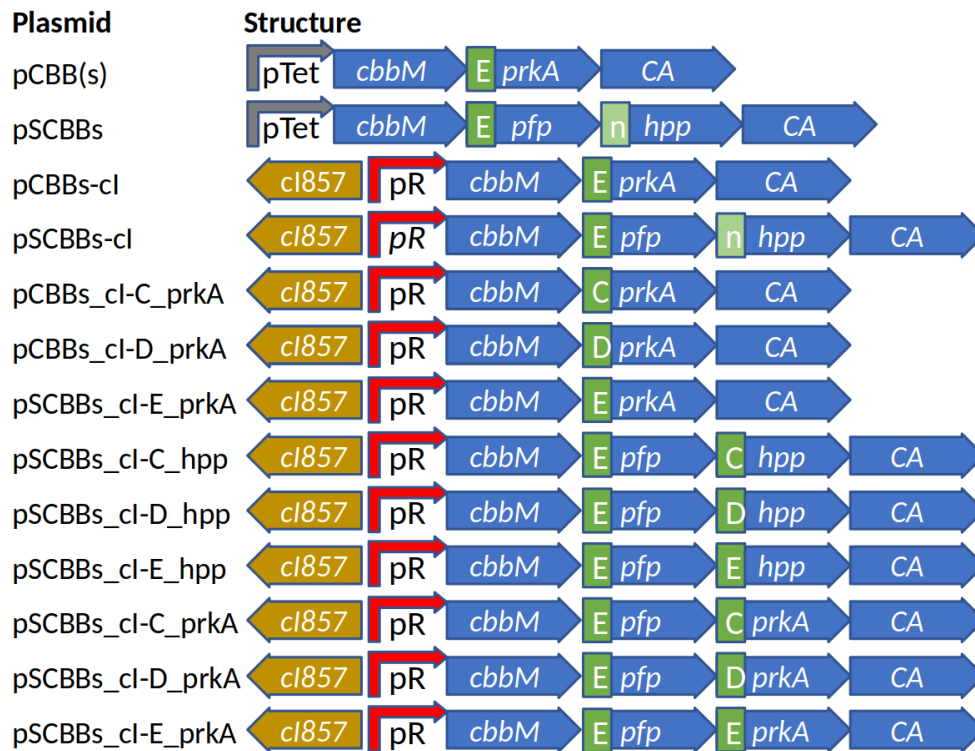 Plasmid Structure
pCBB(s) pTet cbbM E prkA CA
pSCBBs pTet cbbM E pfp n hpp CA
pCBBs-cI cI857 pR cbbM E prkA CA
pSCBBs-cI cI857 pR cbbM E pfp n hpp CA
pCBBs_cI-C_prkA cI857 pR cbbM C prkA CA
pCBBs_cI-D_prkA cI857 pR cbbM D prkA CA
pSCBBs_cI-E_prkA cI857 pR cbbM E prkA CA
pSCBBs_cI-C_hpp cI857 pR cbbM E pfp C hpp CA
pSCBBs_cI-D_hpp cI857 pR cbbM E pfp D hpp CA
pSCBBs_cI-E_hpp cI857 pR cbbM E pfp E hpp CA
pSCBBs_cI-C_prkA cI857 pR cbbM E pfp C prkA CA
pSCBBs_cI-D_prkA cI857 pR cbbM E pfp D prkA CA
pSCBBs_cI-E_prkA cI857 pR cbbM E pfp E prkA CA